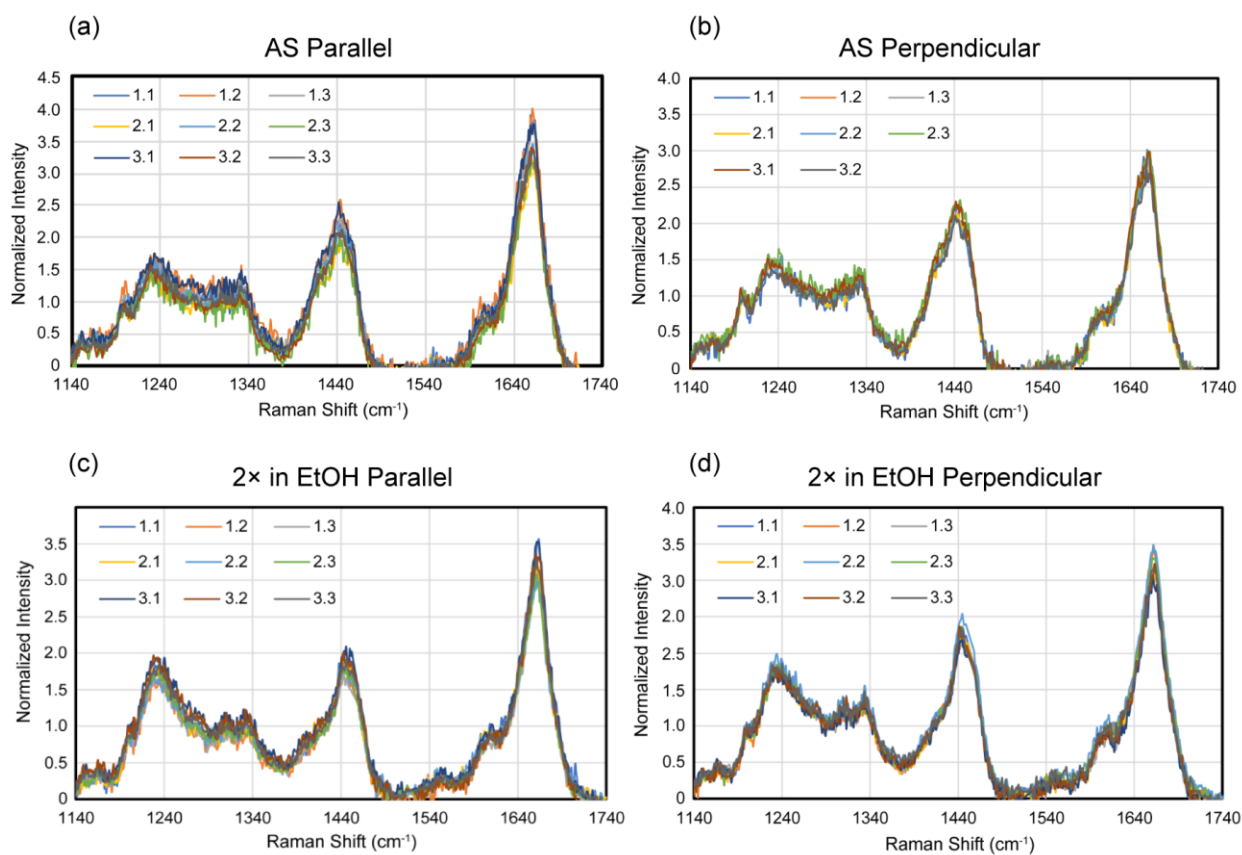 (a)
AS Parallel
4.5
4.0
3.5
3.0
2.5
2.0
1.5
1.0
0.5
0
Normalized Intensity
1.1 1.2 1.3
2.1 2.2 2.3
3.1 3.2 3.3
1140 1240 1340 1440 1540 1640 1740
Raman Shift (cm⁻¹)
(b)
AS Perpendicular
4.0
3.5
3.0
2.5
2.0
1.5
1.0
0.5
0
Normalized Intensity
1.1 1.2 1.3
2.1 2.2 2.3
3.1 3.2
1140 1240 1340 1440 1540 1640 1740
Raman Shift (cm⁻¹)
(c)
2× in EtOH Parallel
4.0
3.5
3.0
2.5
2.0
1.5
1.0
0.5
0
Normalized Intensity
1.1 1.2 1.3
2.1 2.2 2.3
3.1 3.2 3.3
1140 1240 1340 1440 1540 1640 1740
Raman Shift (cm⁻¹)
(d)
2× in EtOH Perpendicular
4.0
3.5
3.0
2.5
2.0
1.5
1.0
0.5
0
Normalized Intensity
1.1 1.2 1.3
2.1 2.2 2.3
3.1 3.2 3.3
1140 1240 1340 1440 1540 1640 1740
Raman Shift (cm⁻¹)